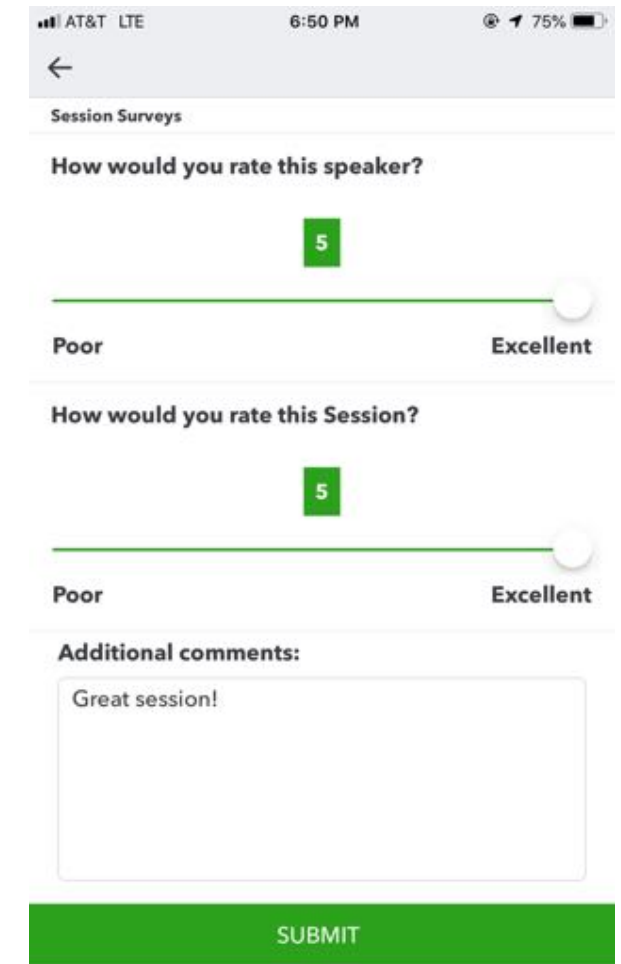 AT&T LTE 6:50 PM 75%
Session Surveys
How would you rate this speaker?
5
Poor Excellent
How would you rate this Session?
5
Poor Excellent
Additional comments:
Great session!
SUBMIT